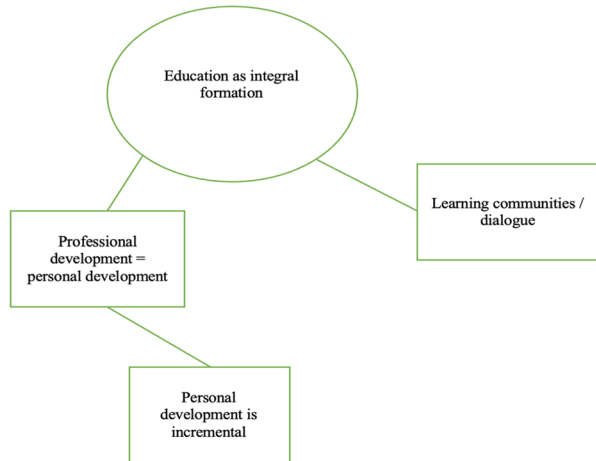 Education as integral
formation
Learning communities /
dialogue
Professional
development =
personal development
Personal
development is
incremental